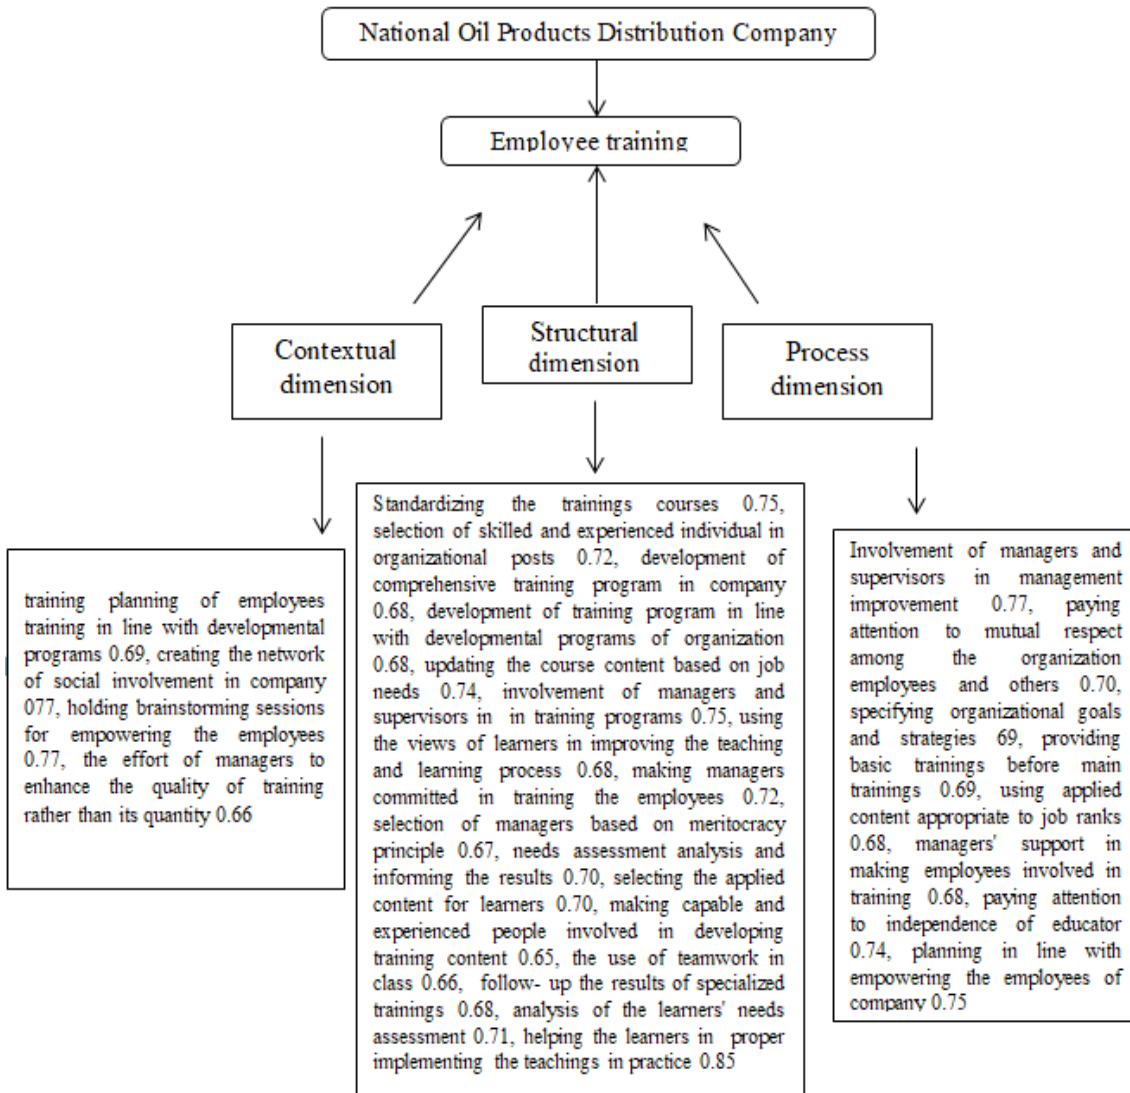 National Oil Products Distribution Company
Employee training
Contextual
dimension
Structural
dimension
Process
dimension
training planning of employees
training in line with developmental
programs 0.69, creating the network
of social involvement in company
077, holding brainstorming sessions
for empowering the employees
0.77, the effort of managers to
enhance the quality of training
rather than its quantity 0.66
Standardizing the trainings courses 0.75,
selection of skilled and experienced individual in
organizational posts 0.72, development of
comprehensive training program in company
0.68, development of training program in line
with developmental programs of organization
0.68, updating the course content based on job
needs 0.74, involvement of managers and
supervisors in in training programs 0.75, using
the views of learners in improving the teaching
and learning process 0.68, making managers
committed in training the employees 0.72,
selection of managers based on meritocracy
principle 0.67, needs assessment analysis and
informing the results 0.70, selecting the applied
content for learners 0.70, making capable and
experienced people involved in developing
training content 0.65, the use of teamwork in
class 0.66, follow- up the results of specialized
trainings 0.68, analysis of the learners' needs
assessment 0.71, helping the learners in proper
implementing the teachings in practice 0.85
Involvement of managers and
supervisors in management
improvement 0.77, paying
attention to mutual respect
among the organization
employees and others 0.70,
specifying organizational goals
and strategies 69, providing
basic trainings before main
trainings 0.69, using applied
content appropriate to job ranks
0.68, managers' support in
making employees involved in
training 0.68, paying attention
to independence of educator
0.74, planning in line with
empowering the employees of
company 0.75